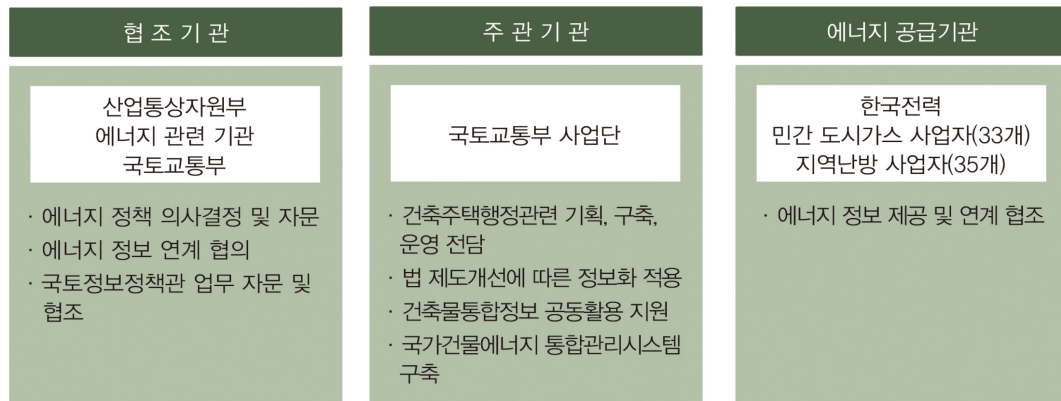 협 조 기 관
산업통상자원부
에너지 관련 기관
국토교통부
· 에너지 정책 의사결정 및 자문
· 에너지 정보 연계 협의
· 국토정보정책관 업무 자문 및
협조
주 관 기 관
국토교통부 사업단
· 건축주택행정관련 기획, 구축,
운영 전담
· 법 제도개선에 따른 정보화 적용
· 건축물통합정보 공동활용 지원
· 국가건물에너지 통합관리시스템
구축
에너지 공급기관
한국전력
민간 도시가스 사업자(33개)
지역난방 사업자(35개)
· 에너지 정보 제공 및 연계 협조